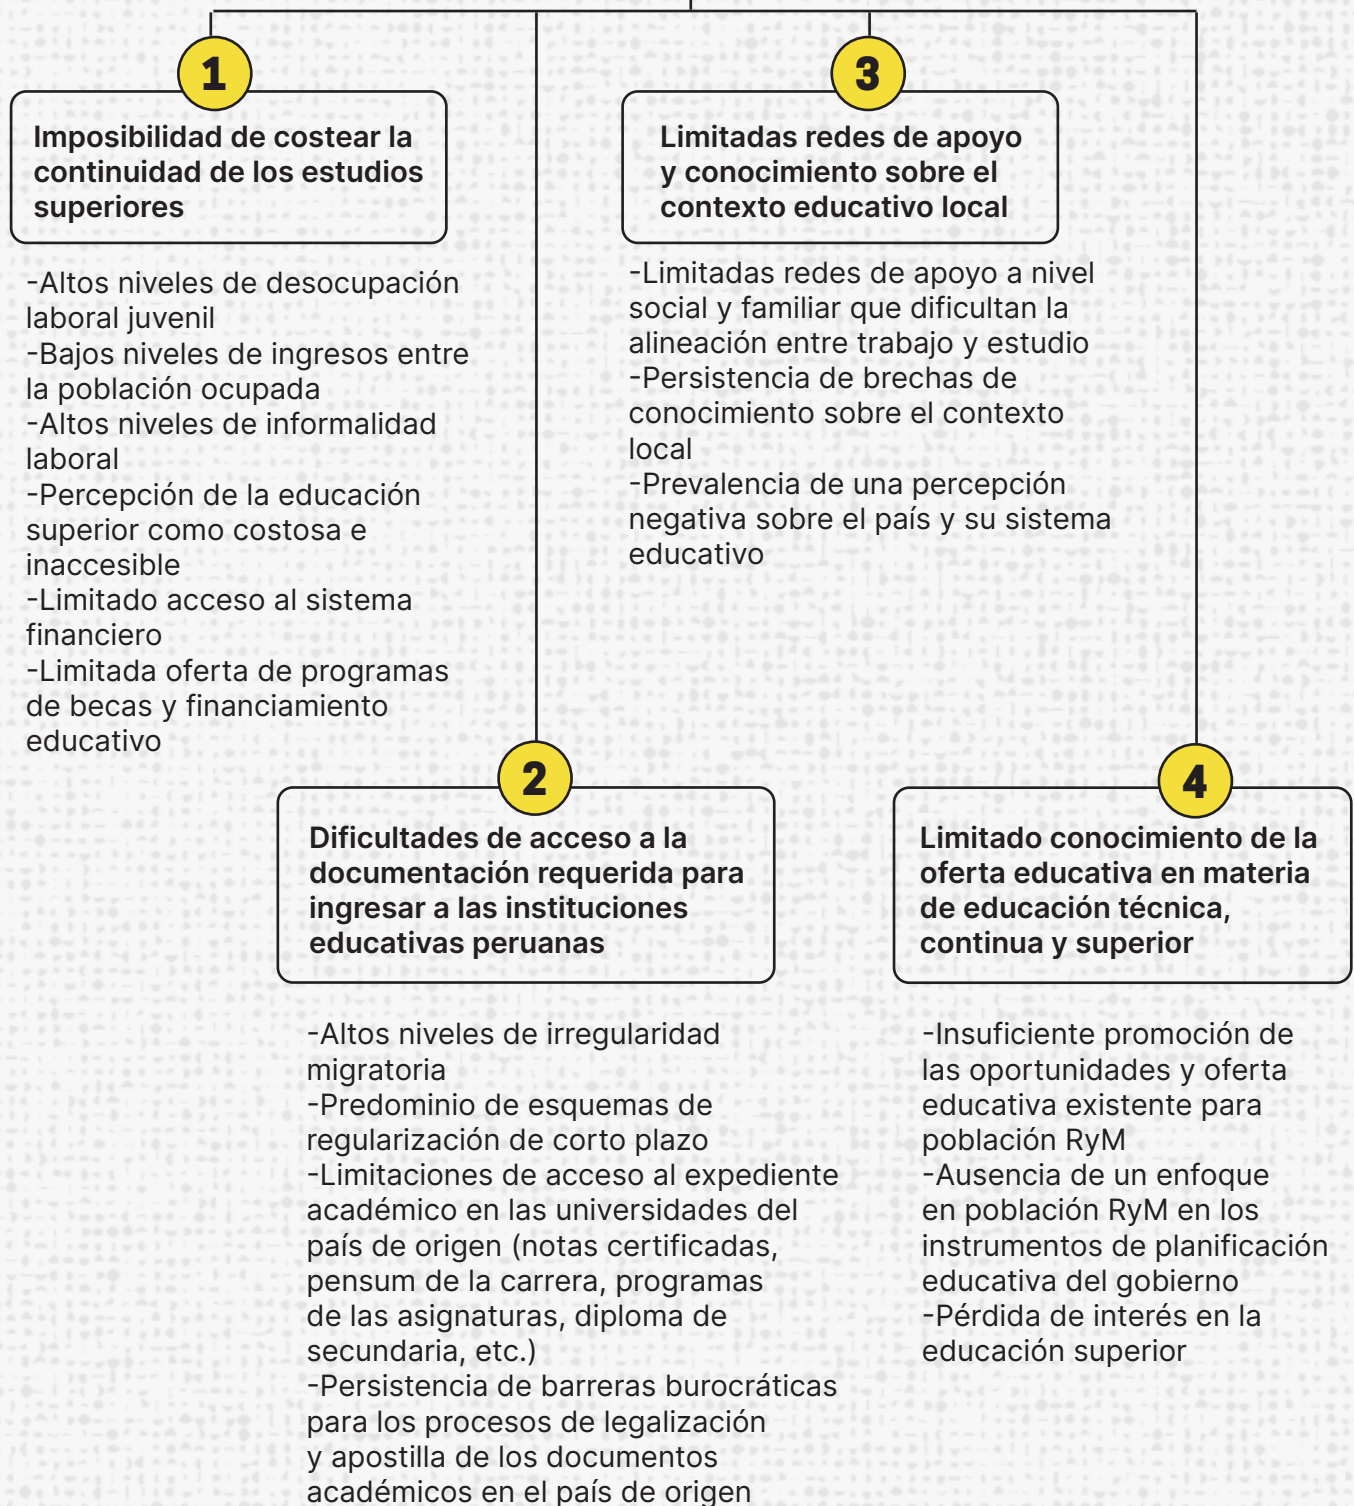 1
Imposibilidad de costear la
continuidad de los estudios
superiores
-Altos niveles de desocupación
laboral juvenil
-Bajos niveles de ingresos entre
la población ocupada
-Altos niveles de informalidad
laboral
-Percepción de la educación
superior como costosa e
inaccesible
-Limitado acceso al sistema
financiero
-Limitada oferta de programas
de becas y financiamiento
educativo
2
Dificultades de acceso a la
documentación requerida para
ingresar a las instituciones
educativas peruanas
-Altos niveles de irregularidad
migratoria
-Predominio de esquemas de
regularización de corto plazo
-Limitaciones de acceso al expediente
académico en las universidades del
país de origen (notas certificadas,
pensum de la carrera, programas
de las asignaturas, diploma de
secundaria, etc.)
-Persistencia de barreras burocráticas
para los procesos de legalización
y apostilla de los documentos
académicos en el país de origen
3
Limitadas redes de apoyo
y conocimiento sobre el
contexto educativo local
-Limitadas redes de apoyo a nivel
social y familiar que dificultan la
alineación entre trabajo y estudio
-Persistencia de brechas de
conocimiento sobre el contexto
local
-Prevalencia de una percepción
negativa sobre el país y su sistema
educativo
4
Limitado conocimiento de la
oferta educativa en materia
de educación técnica,
continua y superior
-Insuficiente promoción de
las oportunidades y oferta
educativa existente para
población RyM
-Ausencia de un enfoque
en población RyM en los
instrumentos de planificación
educativa del gobierno
-Pérdida de interés en la
educación superior